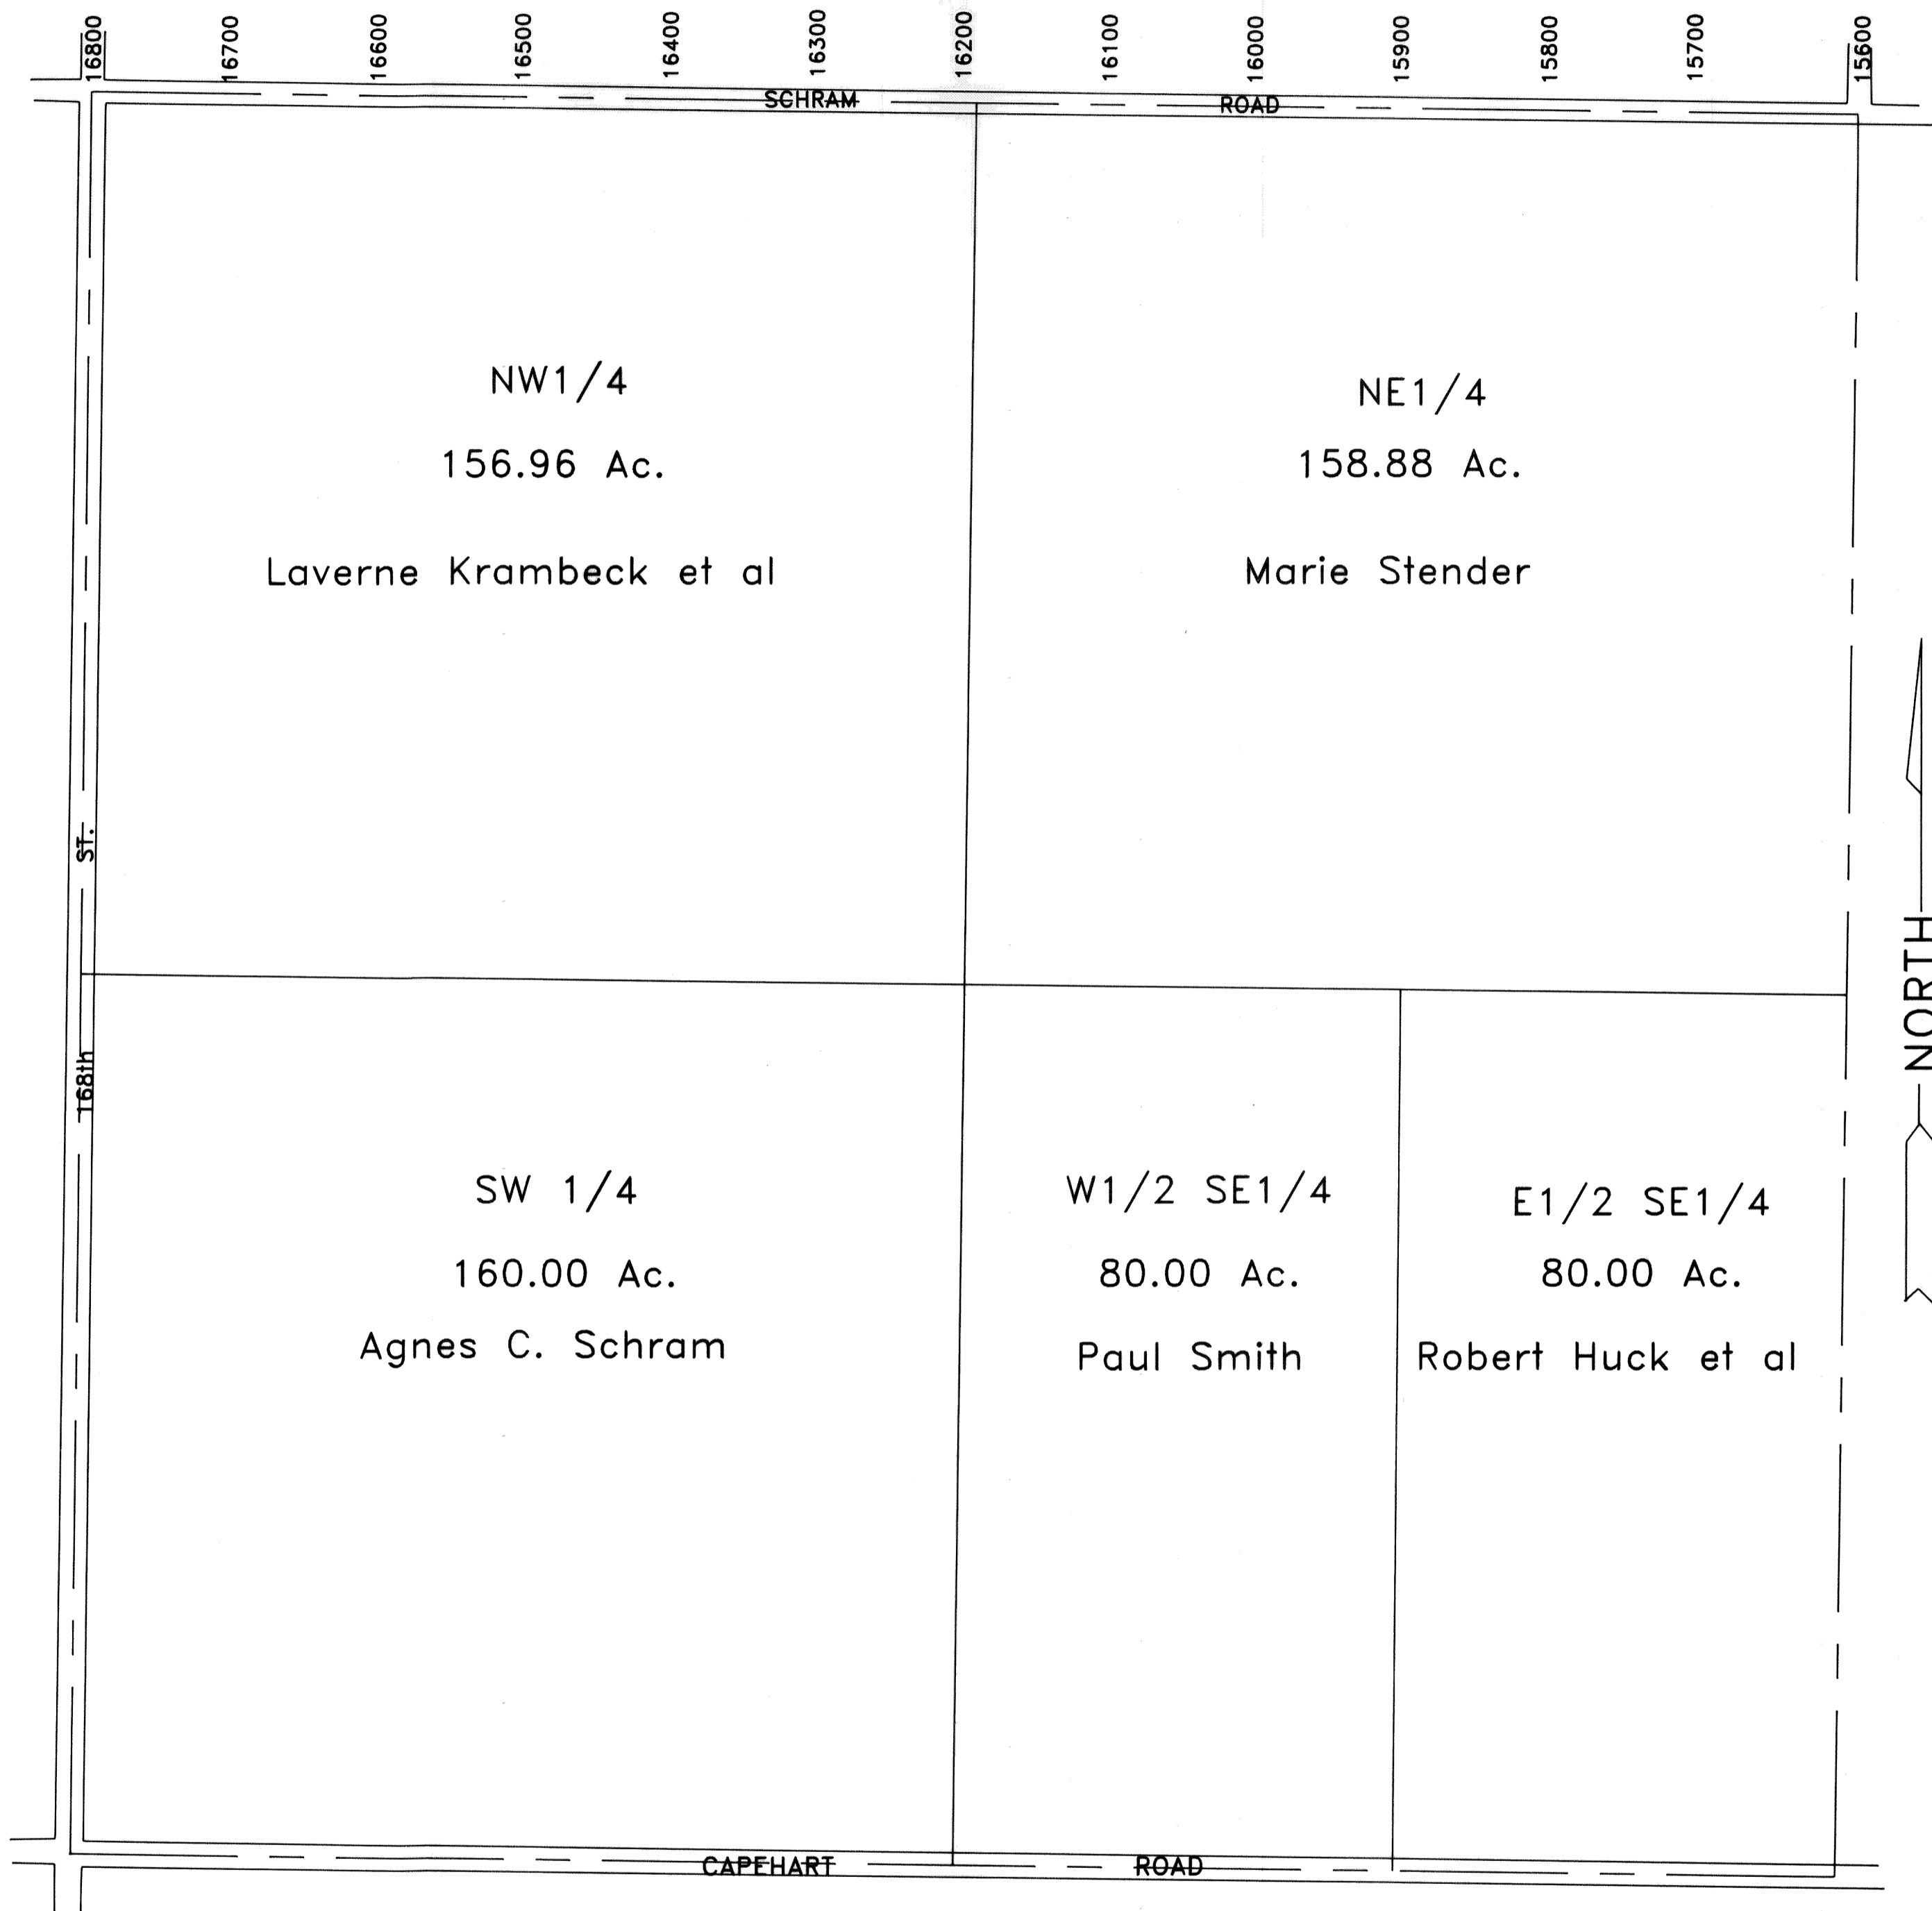 16800 16700 16600 16500 16400 16300 16200 16100 16000 15900 15800 15700 15600
SCHRAM ROAD
NW1/4
156.96 Ac.
Laverne Krambeck et al
NE1/4
158.88 Ac.
Marie Stender
168th ST.
NORTH
SW 1/4
160.00 Ac.
Agnes C. Schram
W1/2 SE1/4
80.00 Ac.
Paul Smith
E1/2 SE1/4
80.00 Ac.
Robert Huck et al
CAPEHART ROAD